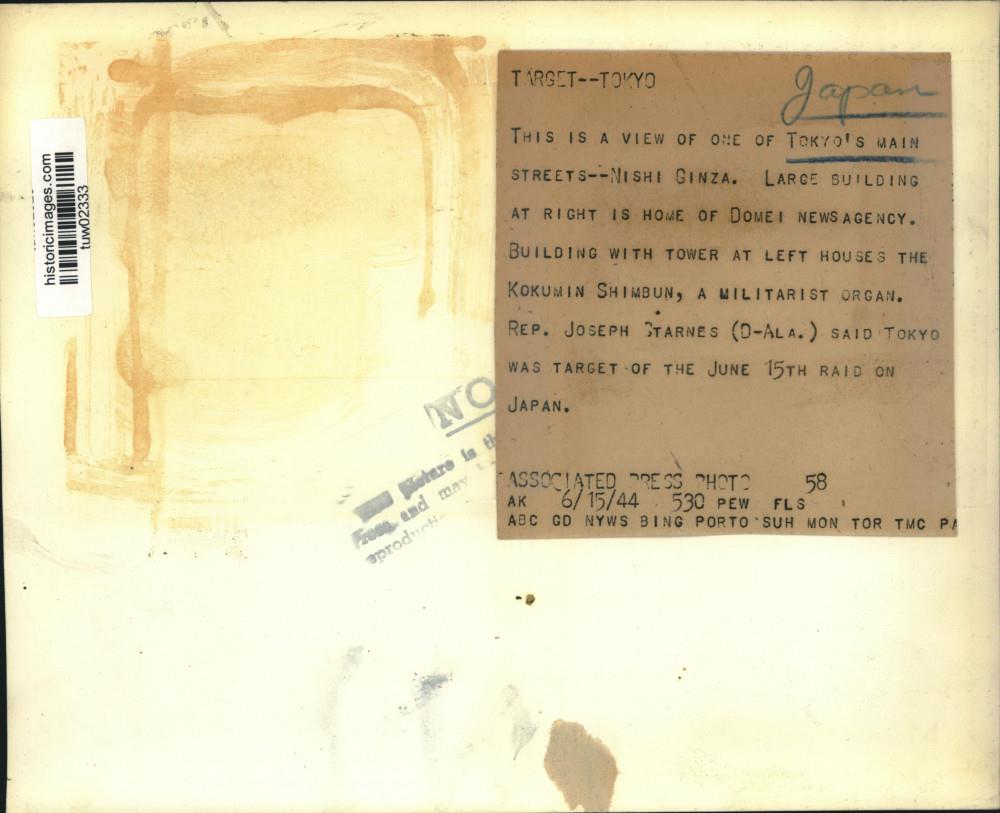 TARGET--TOKYO
Japan
THIS IS A VIEW OF ONE OF TOKYO'S MAIN
STREETS--NISHI GINZA. LARGE BUILDING
AT RIGHT IS HOME OF DOMEI NEWSAGENCY.
BUILDING WITH TOWER AT LEFT HOUSES THE
KOKUMIN SHIMBUN, A MILITARIST ORGAN.
REP. JOSEPH STARNES (D-ALA.) SAID TOKYO
WAS TARGET OF THE JUNE 15TH RAID ON
JAPAN.
ASSOCIATED PRESS PHOTO 58
AK 6/15/44 530 PEW FLS
ABC GD NYWS BING PORTO SUH MON TOR TMC PA
historicimages.com
tuw02333
NO
picture is th
Press, and may